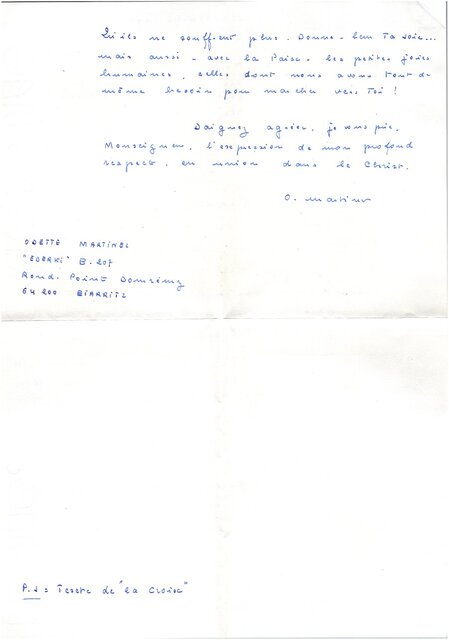 Qu'ils ne souffrent plus. Donne-leur Ta Joie...
mais aussi - avec la Paix - les petites joies
humaines, celles dont nous avons tout de
même besoin pour marcher vers Toi !
Daignez agréer, je vous prie,
Monseigneur, l'expression de mon profond
respect, en union dans le Christ.
O. Martinez
ODETTE MARTINEZ
"EDERKI" B.207
Rond. Point Domrémy
64200 BIARRITZ
P.J : Texte de "La Croix"